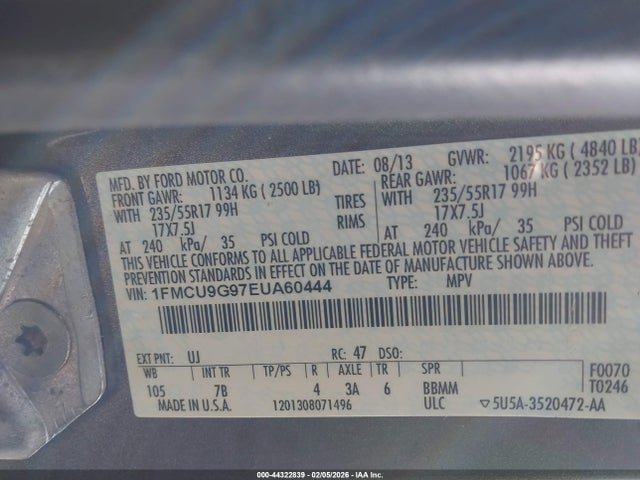 MFD. BY FORD MOTOR CO.
DATE: 08/13 GVWR: 2195 KG ( 4840 LB)
FRONT GAWR: 1134 KG ( 2500 LB)
REAR GAWR: 1067 KG ( 2352 LB)
WITH 235/55R17 99H TIRES WITH 235/55R17 99H
17X7.5J RIMS 17X7.5J
AT 240 kPa/ 35 PSI COLD AT 240 kPa/ 35 PSI COLD
THIS VEHICLE CONFORMS TO ALL APPLICABLE FEDERAL MOTOR VEHICLE SAFETY AND THEFT
PREVENTION STANDARDS IN EFFECT ON THE DATE OF MANUFACTURE SHOWN ABOVE.
VIN: 1FMCU9G97EUA60444 TYPE: MPV
EXT PNT: UJ RC: 47 DSO:
WB INT TR TP/PS R AXLE TR SPR F0070
105 7B 4 3A 6 BBMM T0246
MADE IN U.S.A. 1201308071496 ULC ▽5U5A-3520472-AA
000-44322839 - 02/05/2026 - IAA Inc.